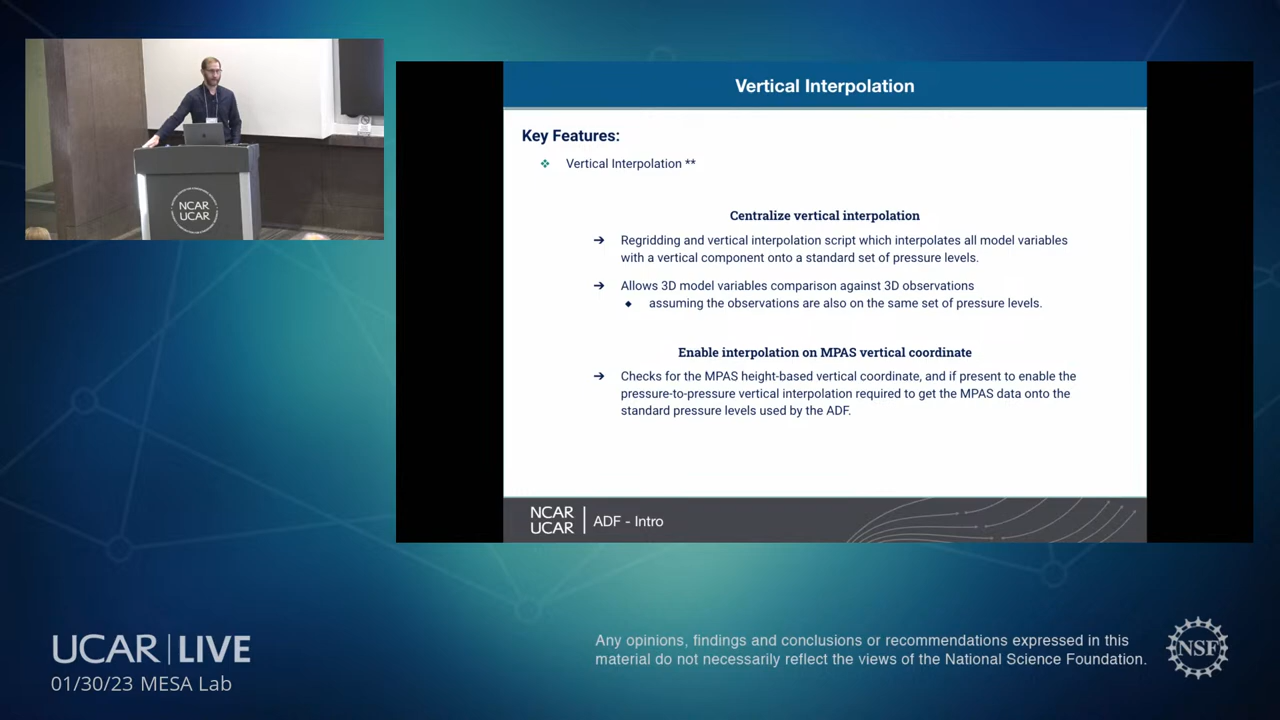 Vertical Interpolation
Key Features:
❖ Vertical Interpolation **
Centralize vertical interpolation
➔ Regridding and vertical interpolation script which interpolates all model variables
with a vertical component onto a standard set of pressure levels.
➔ Allows 3D model variables comparison against 3D observations
◆ assuming the observations are also on the same set of pressure levels.
Enable interpolation on MPAS vertical coordinate
➔ Checks for the MPAS height-based vertical coordinate, and if present to enable the
pressure-to-pressure vertical interpolation required to get the MPAS data onto the
standard pressure levels used by the ADF.
NCAR
UCAR
ADF - Intro
NCAR
UCAR
UCAR | LIVE
01/30/23 MESA Lab
Any opinions, findings and conclusions or recommendations expressed in this
material do not necessarily reflect the views of the National Science Foundation.
NSF